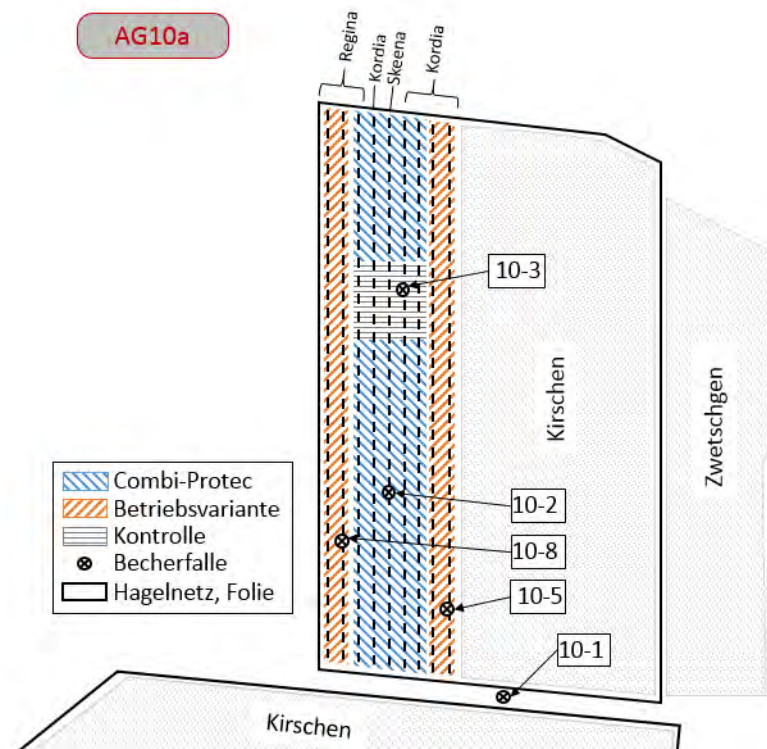 AG10a
Regina
Kordia
Skeena
Kordia
10-3
Kirschen
Zwetschgen
Combi-Protec
Betriebsvariante
Kontrolle
Becherfalle
Hagelnetz, Folie
10-2
10-8
10-5
10-1
Kirschen